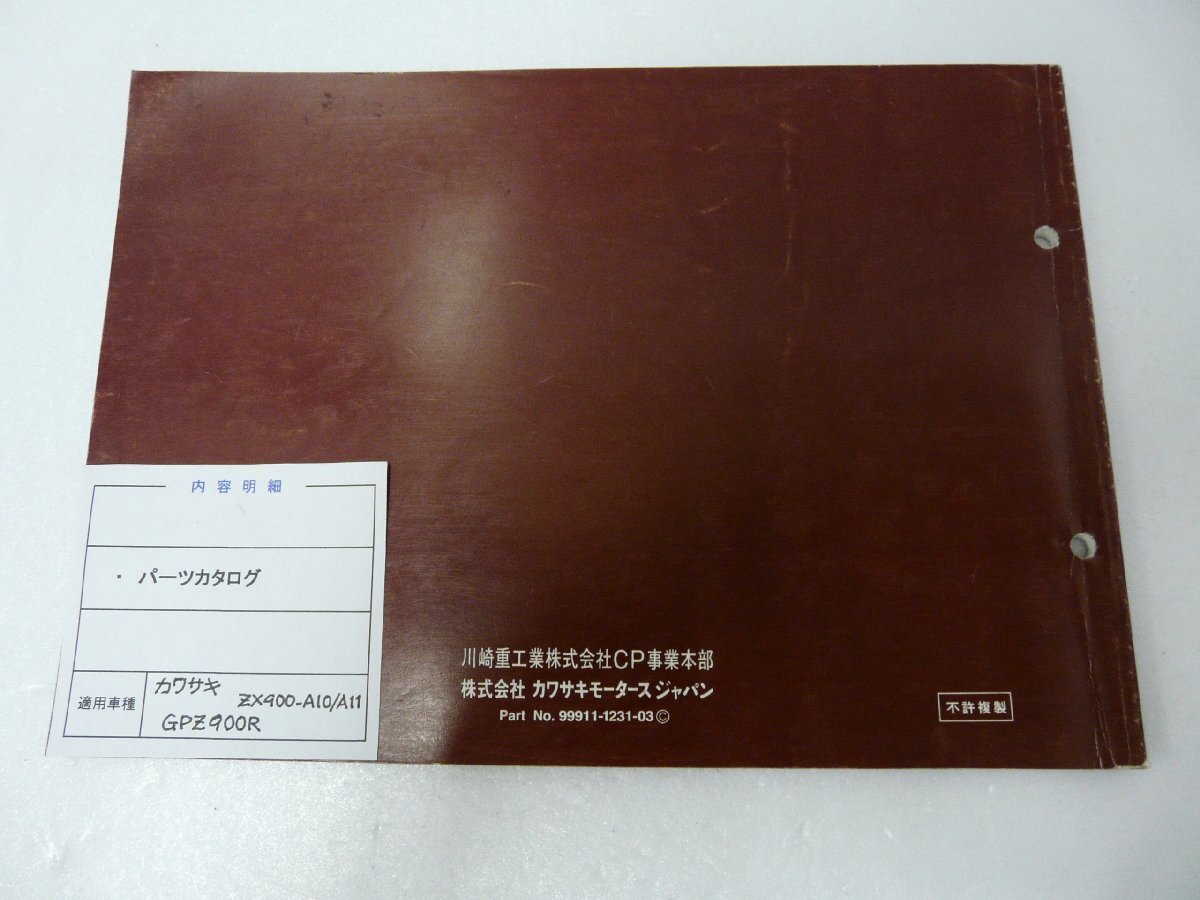 内容明細
・ パーツカタログ
適用車種
カワサキ
ZX900-A10/A11
GPZ900R
川崎重工業株式会社CP事業本部
株式会社 カワサキモータースジャパン
Part No. 99911-1231-03 ©
不許複製